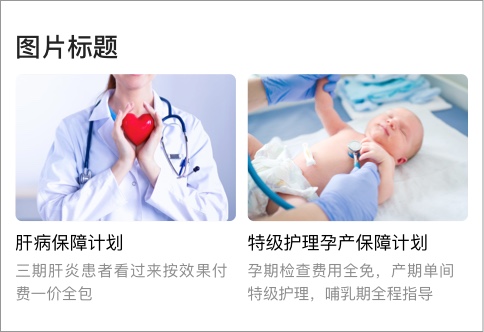 图片标题
肝病保障计划
特级护理孕产保障计划
三期肝炎患者看过来按效果付
费一价全包
孕期检查费用全免，产期单间
特级护理，哺乳期全程指导